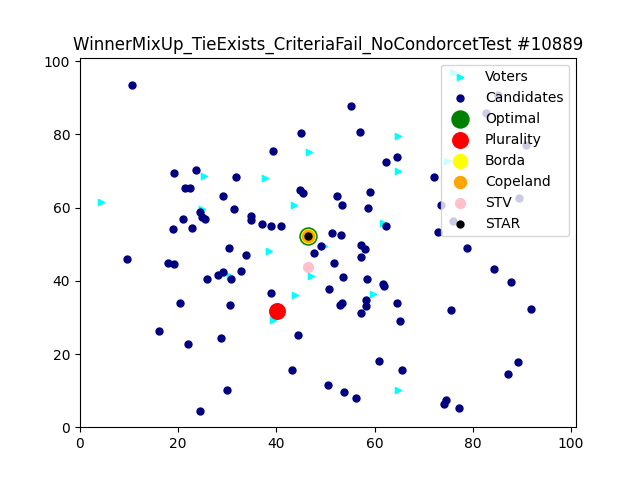 WinnerMixUp_TieExists_CriteriaFail_NoCondorcetTest #10889
100
80
60
40
20
0
0 20 40 60 80 100
Voters
Candidates
Optimal
Plurality
Borda
Copeland
STV
STAR